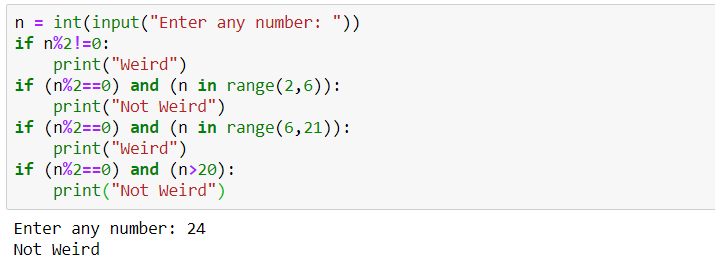 n = int(input("Enter any number: "))
if n%2!=0:
    print("Weird")
if (n%2==0) and (n in range(2,6)):
    print("Not Weird")
if (n%2==0) and (n in range(6,21)):
    print("Weird")
if (n%2==0) and (n>20):
    print("Not Weird")
Enter any number: 24
Not Weird